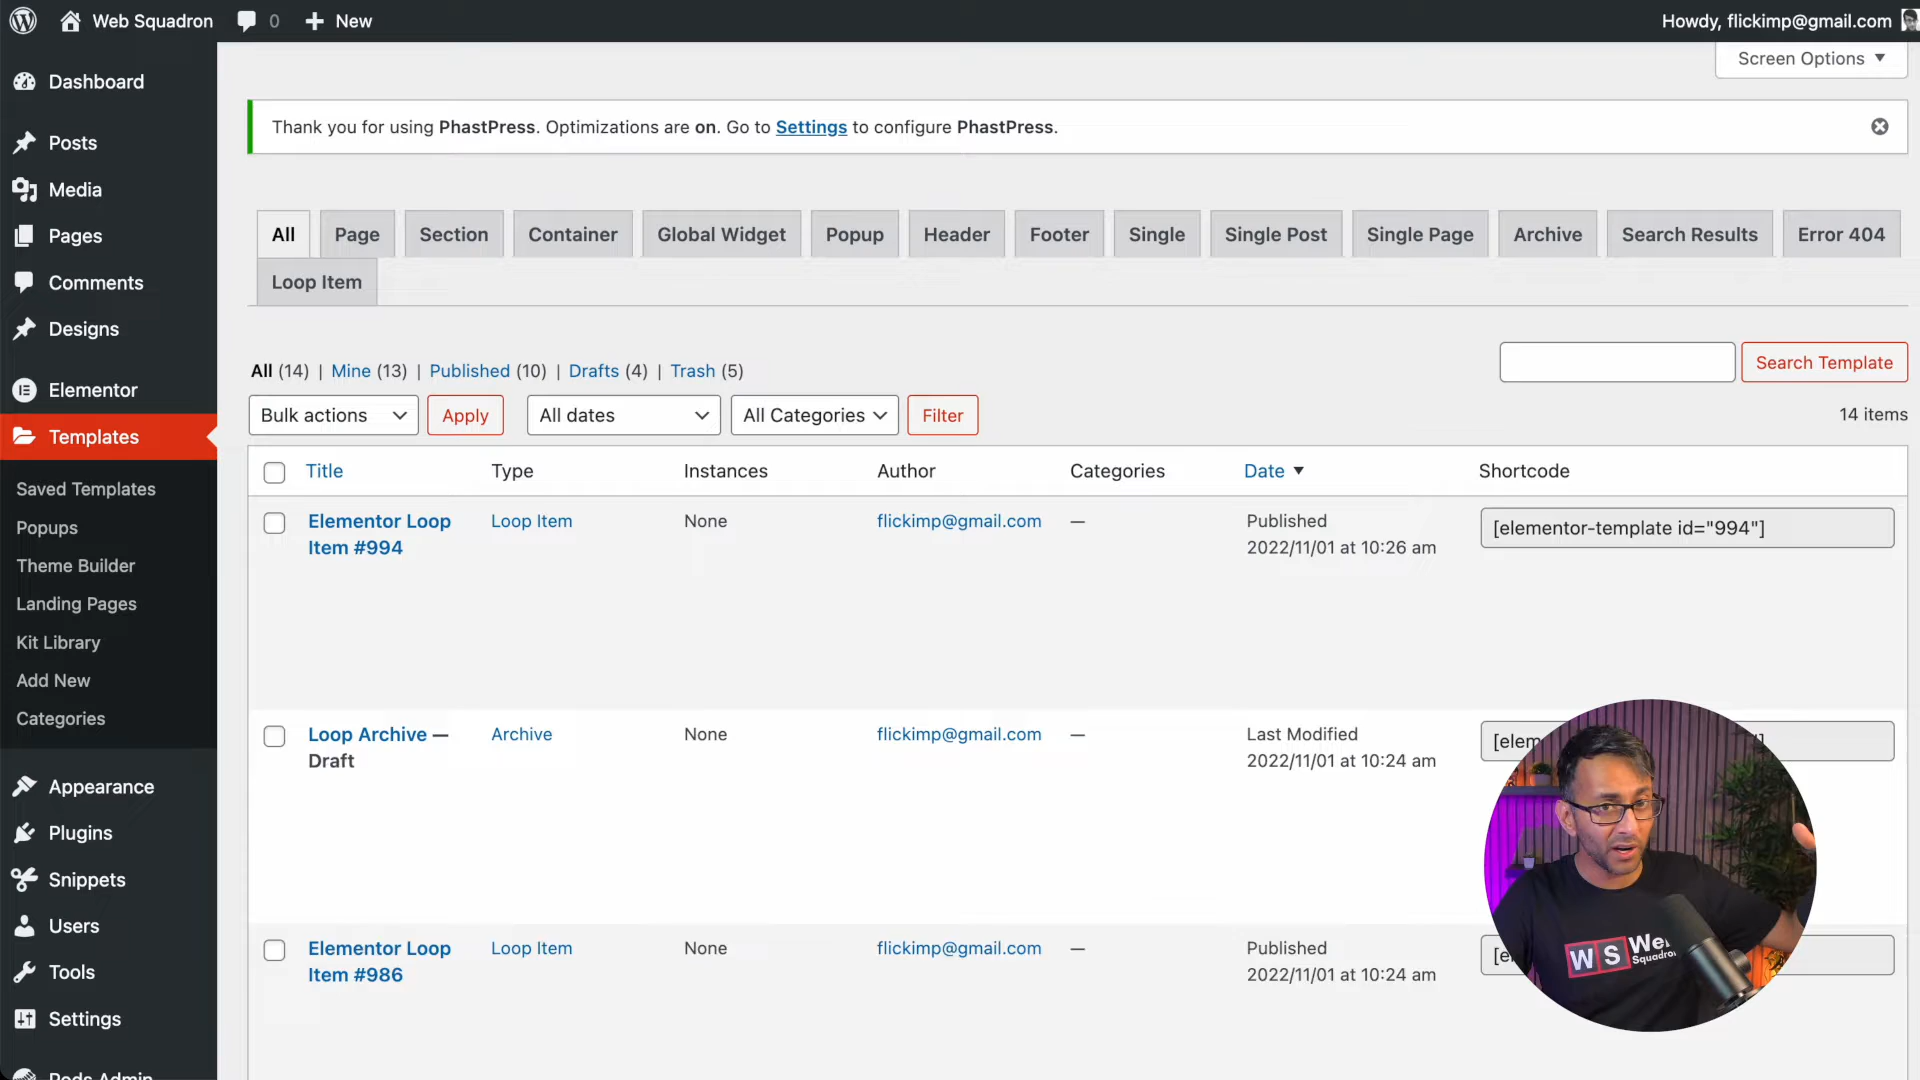 Web Squadron 0 New Howdy, flickimp@gmail.com
Screen Options
Dashboard
Posts
Media
Pages
Comments
Designs
Elementor
Templates
Saved Templates
Popups
Theme Builder
Landing Pages
Kit Library
Add New
Categories
Appearance
Plugins
Snippets
Users
Tools
Settings
Pods Admin
Thank you for using PhastPress. Optimizations are on. Go to Settings to configure PhastPress.
All Page Section Container Global Widget Popup Header Footer Single Single Post Single Page Archive Search Results Error 404
Loop Item
All (14) | Mine (13) | Published (10) | Drafts (4) | Trash (5)
Search Template
Bulk actions Apply All dates All Categories Filter
14 items
Title Type Instances Author Categories Date Shortcode
Elementor Loop Loop Item None flickimp@gmail.com — Published [elementor-template id="994"]
Item #994 2022/11/01 at 10:26 am
Loop Archive — Archive None flickimp@gmail.com — Last Modified
Draft 2022/11/01 at 10:24 am
Elementor Loop Loop Item None flickimp@gmail.com — Published
Item #986 2022/11/01 at 10:24 am
WS
Squadron